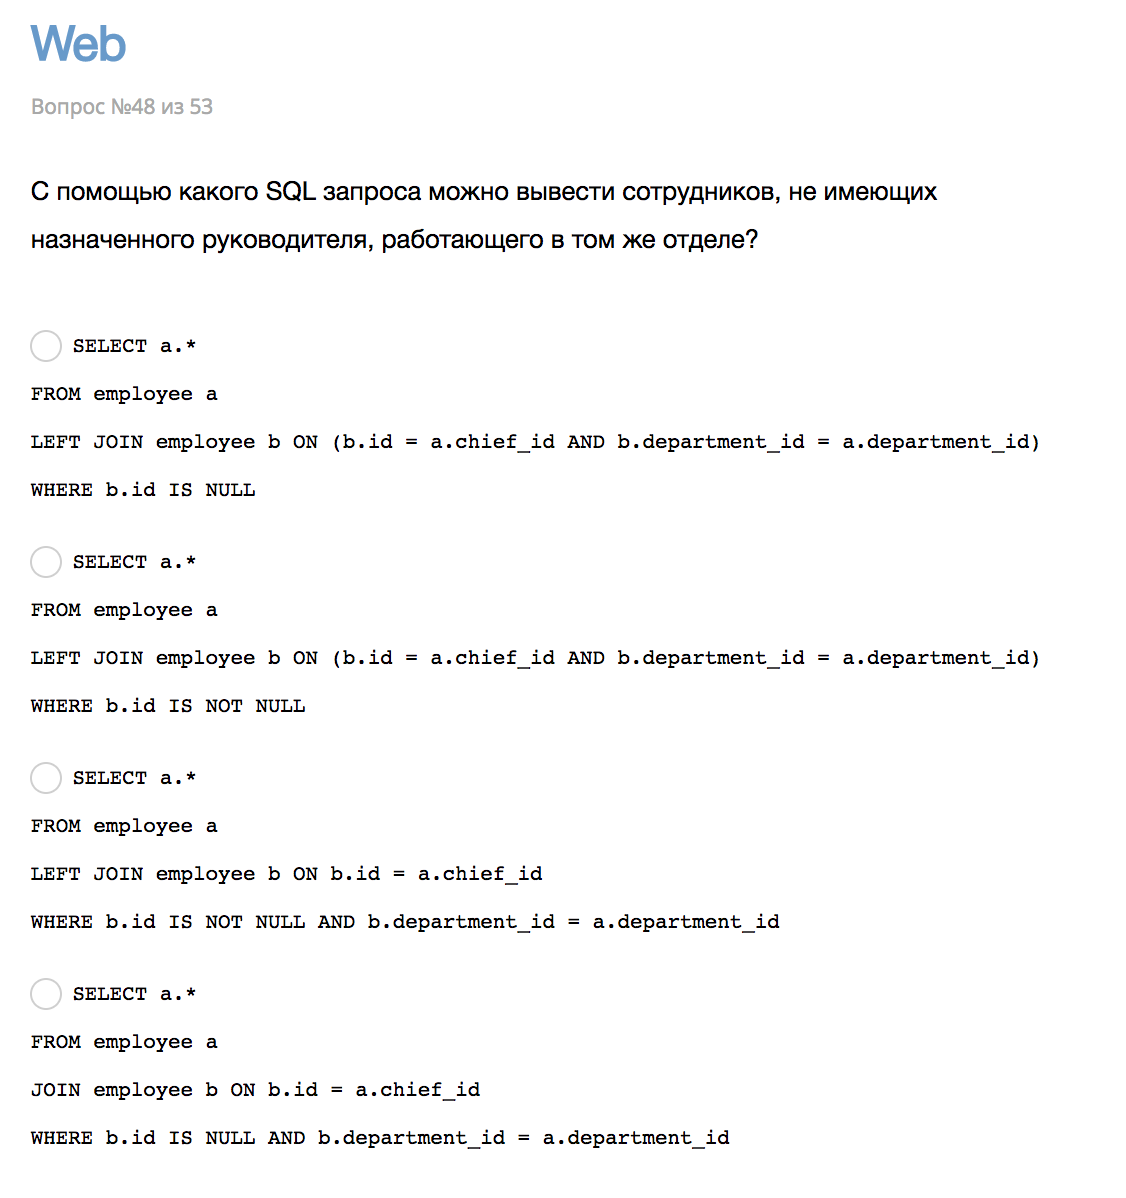 Web
Вопрос №48 из 53
С помощью какого SQL запроса можно вывести сотрудников, не имеющих
назначенного руководителя, работающего в том же отделе?
SELECT a.*
FROM employee a
LEFT JOIN employee b ON (b.id = a.chief_id AND b.department_id = a.department_id)
WHERE b.id IS NULL
SELECT a.*
FROM employee a
LEFT JOIN employee b ON (b.id = a.chief_id AND b.department_id = a.department_id)
WHERE b.id IS NOT NULL
SELECT a.*
FROM employee a
LEFT JOIN employee b ON b.id = a.chief_id
WHERE b.id IS NOT NULL AND b.department_id = a.department_id
SELECT a.*
FROM employee a
JOIN employee b ON b.id = a.chief_id
WHERE b.id IS NULL AND b.department_id = a.department_id